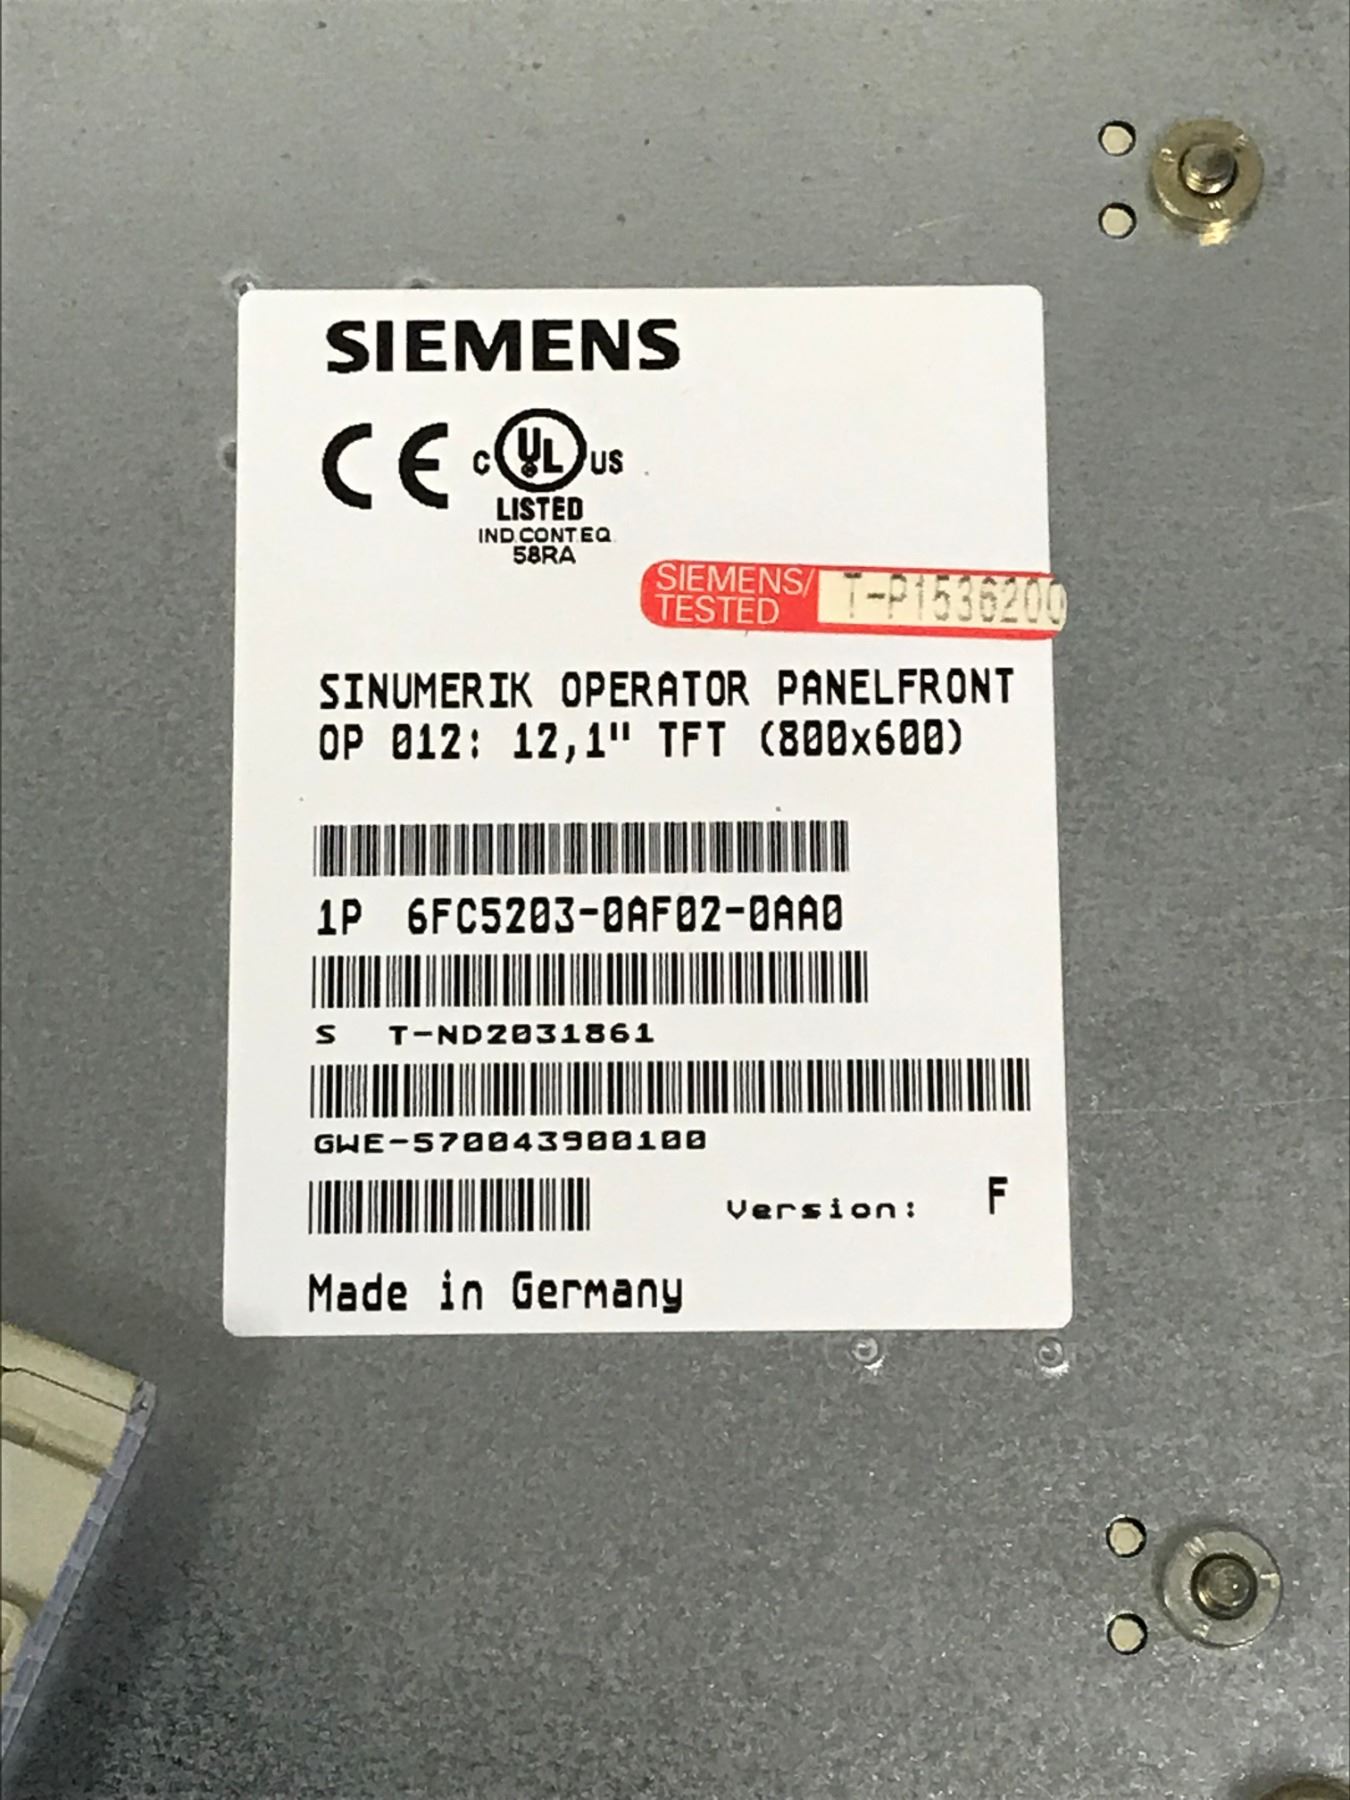 SIEMENS
CE
C UL US
LISTED
IND.CONT.EQ.
58RA
SIEMENS/
TESTED
T-P1536200
SINUMERIK OPERATOR PANELFRONT
OP 012: 12,1" TFT (800x600)
1P 6FC5203-0AF02-0AA0
S T-ND2031861
GWE-570043900100
Version: F
Made in Germany